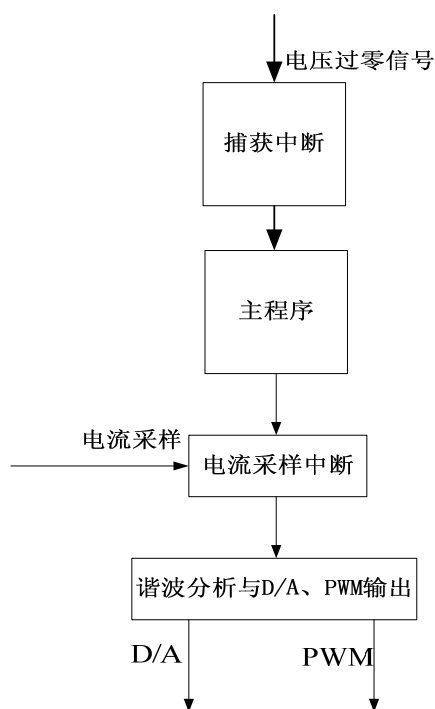 电压过零信号
捕获中断
主程序
电流采样
电流采样中断
谐波分析与D/A、PWM输出
D/A
PWM